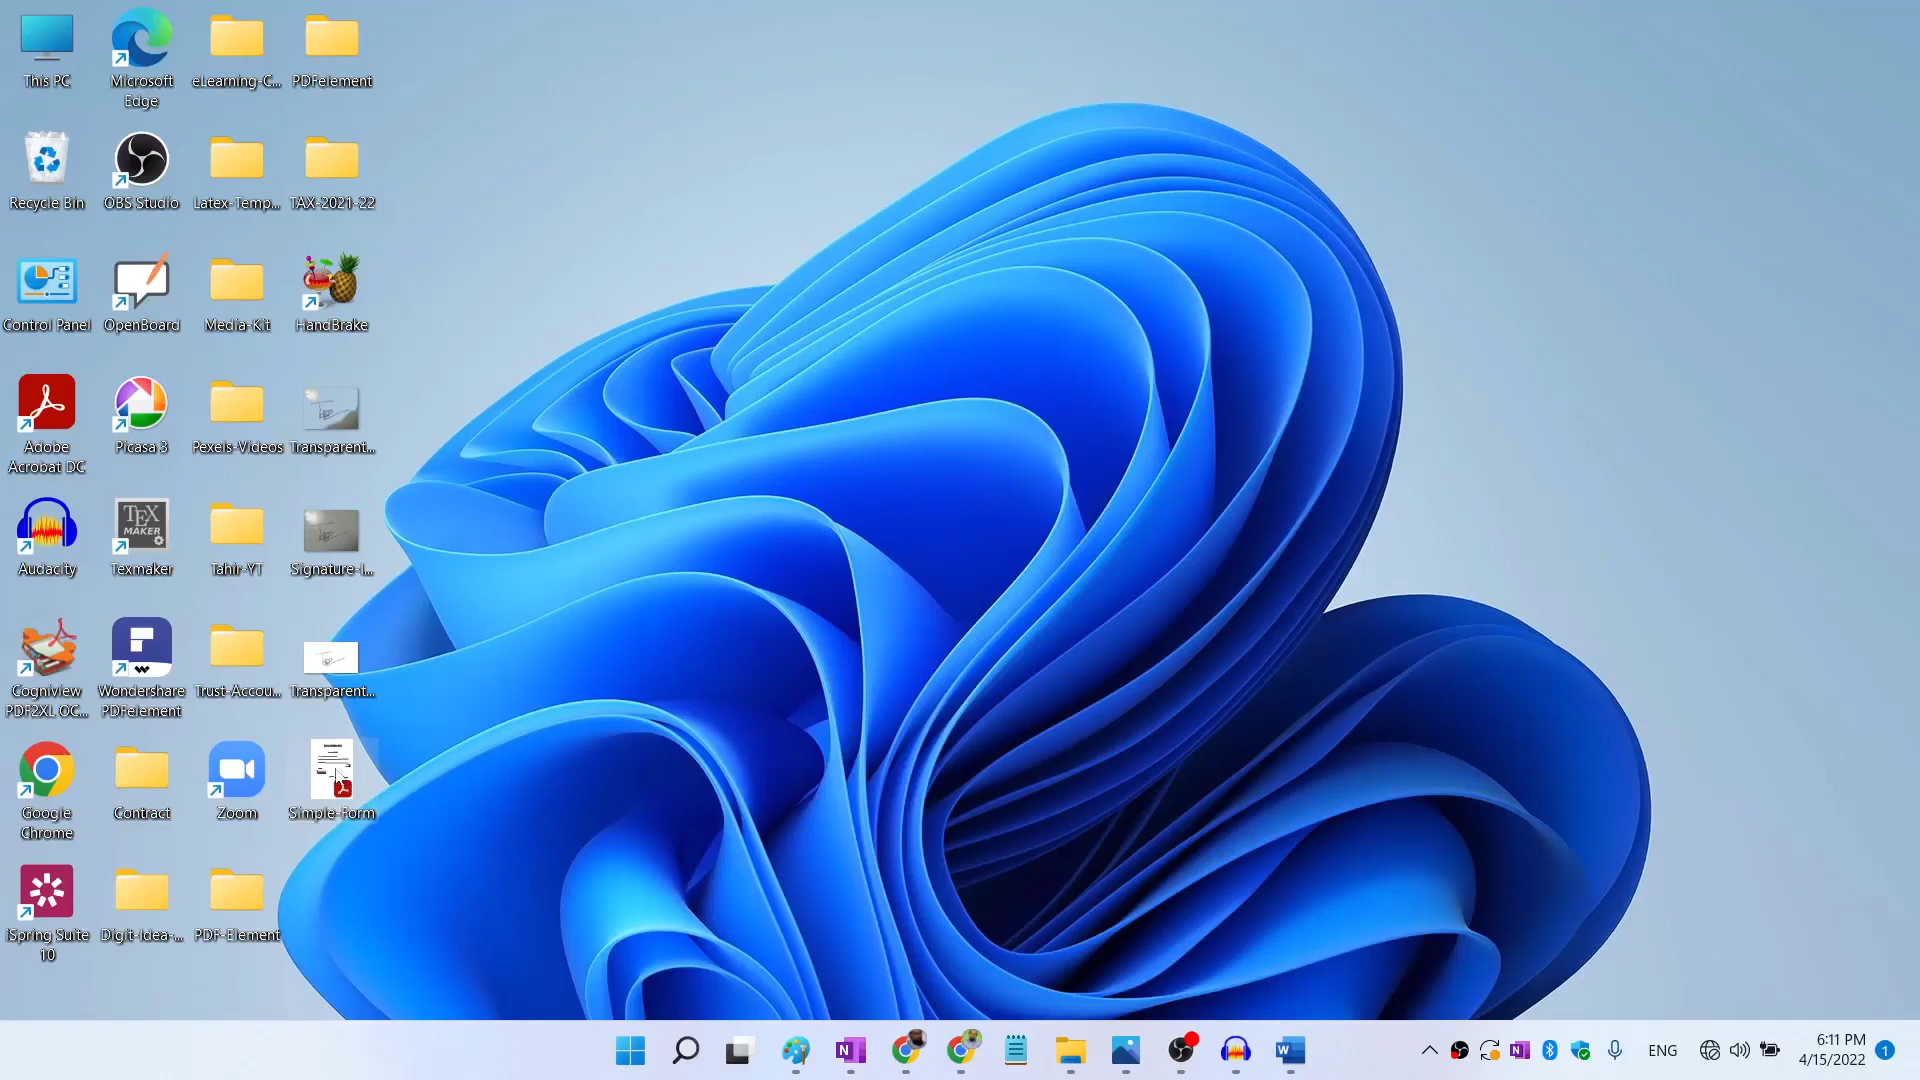 This PC
Microsoft
Edge
eLearning-C...
PDFelement
Recycle Bin
OBS Studio
Latex-Temp...
TAX-2021-22
Control Panel
OpenBoard
Media-Kit
HandBrake
Adobe
Acrobat DC
Picasa 3
Pexels-Videos
Transparent...
Audacity
TEX
MAKER
Texmaker
Tahir-YT
Signature-I...
Cogniview
PDF2XL OC...
Wondershare
PDFelement
Trust-Accou...
Transparent...
Google
Chrome
Contract
Zoom
Simple-Form
iSpring Suite
10
Digit-Idea-...
PDF-Element
N
W
N
ENG
6:11 PM
4/15/2022
1